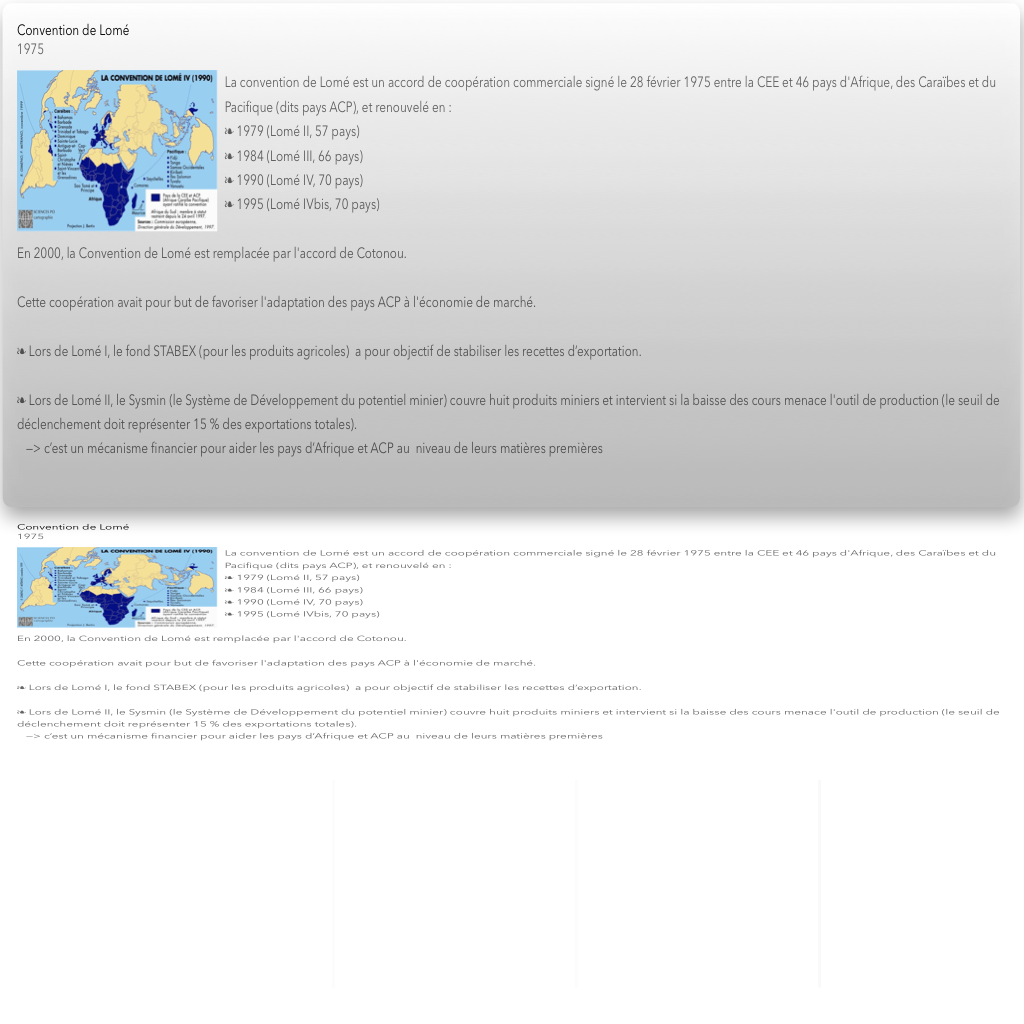 Convention de Lomé
1975
LA CONVENTION DE LOMÉ IV (1990)
La convention de Lomé est un accord de coopération commerciale signé le 28 février 1975 entre la CEE et 46 pays d'Afrique, des Caraïbes et du
Pacifique (dits pays ACP), et renouvelé en :
❧ 1979 (Lomé II, 57 pays)
❧ 1984 (Lomé III, 66 pays)
❧ 1990 (Lomé IV, 70 pays)
❧ 1995 (Lomé IVbis, 70 pays)
En 2000, la Convention de Lomé est remplacée par l'accord de Cotonou.
Cette coopération avait pour but de favoriser l'adaptation des pays ACP à l'économie de marché.
❧ Lors de Lomé I, le fond STABEX (pour les produits agricoles)  a pour objectif de stabiliser les recettes d’exportation.
❧ Lors de Lomé II, le Sysmin (le Système de Développement du potentiel minier) couvre huit produits miniers et intervient si la baisse des cours menace l'outil de production (le seuil de
déclenchement doit représenter 15 % des exportations totales).
—> c’est un mécanisme financier pour aider les pays d’Afrique et ACP au  niveau de leurs matières premières
Convention de Lomé
1975
LA CONVENTION DE LOMÉ IV (1990)
La convention de Lomé est un accord de coopération commerciale signé le 28 février 1975 entre la CEE et 46 pays d'Afrique, des Caraïbes et du
Pacifique (dits pays ACP), et renouvelé en :
❧ 1979 (Lomé II, 57 pays)
❧ 1984 (Lomé III, 66 pays)
❧ 1990 (Lomé IV, 70 pays)
❧ 1995 (Lomé IVbis, 70 pays)
En 2000, la Convention de Lomé est remplacée par l'accord de Cotonou.
Cette coopération avait pour but de favoriser l'adaptation des pays ACP à l'économie de marché.
❧ Lors de Lomé I, le fond STABEX (pour les produits agricoles)  a pour objectif de stabiliser les recettes d’exportation.
❧ Lors de Lomé II, le Sysmin (le Système de Développement du potentiel minier) couvre huit produits miniers et intervient si la baisse des cours menace l'outil de production (le seuil de
déclenchement doit représenter 15 % des exportations totales).
—> c’est un mécanisme financier pour aider les pays d’Afrique et ACP au  niveau de leurs matières premières